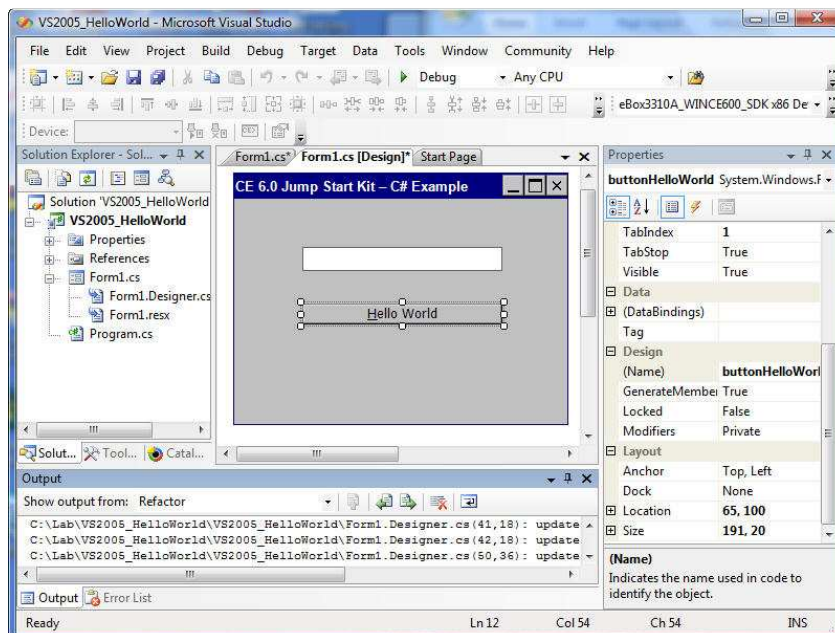 VS2005_HelloWorld - Microsoft Visual Studio
File Edit View Project Build Debug Target Data Tools Window Community Help
Debug Any CPU
eBox3310A_WINCE600_SDK x86 De
Device:
Solution Explorer - Sol...
Solution 'VS2005_HelloWorld
VS2005_HelloWorld
Properties
References
Form1.cs
Form1.Designer.cs
Form1.resx
Program.cs
Solut... Tool... Catal...
Form1.cs* Form1.cs [Design]* Start Page
CE 6.0 Jump Start Kit – C# Example
Hello World
Properties
buttonHelloWorld System.Windows.F
TabIndex 1
TabStop True
Visible True
Data
(DataBindings)
Tag
Design
(Name) buttonHelloWorl
GenerateMember True
Locked False
Modifiers Private
Layout
Anchor Top, Left
Dock None
Location 65, 100
Size 191, 20
(Name)
Indicates the name used in code to
identify the object.
Output
Show output from: Refactor
C:\Lab\VS2005_HelloWorld\VS2005_HelloWorld\Form1.Designer.cs(41,18): update
C:\Lab\VS2005_HelloWorld\VS2005_HelloWorld\Form1.Designer.cs(42,18): update
C:\Lab\VS2005_HelloWorld\VS2005_HelloWorld\Form1.Designer.cs(50,36): update
Output Error List
Ready Ln 12 Col 54 Ch 54 INS